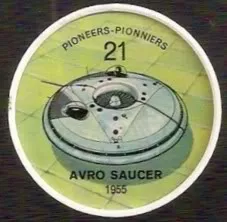 PIONEERS-PIONNIERS
21
AVRO SAUCER
1955